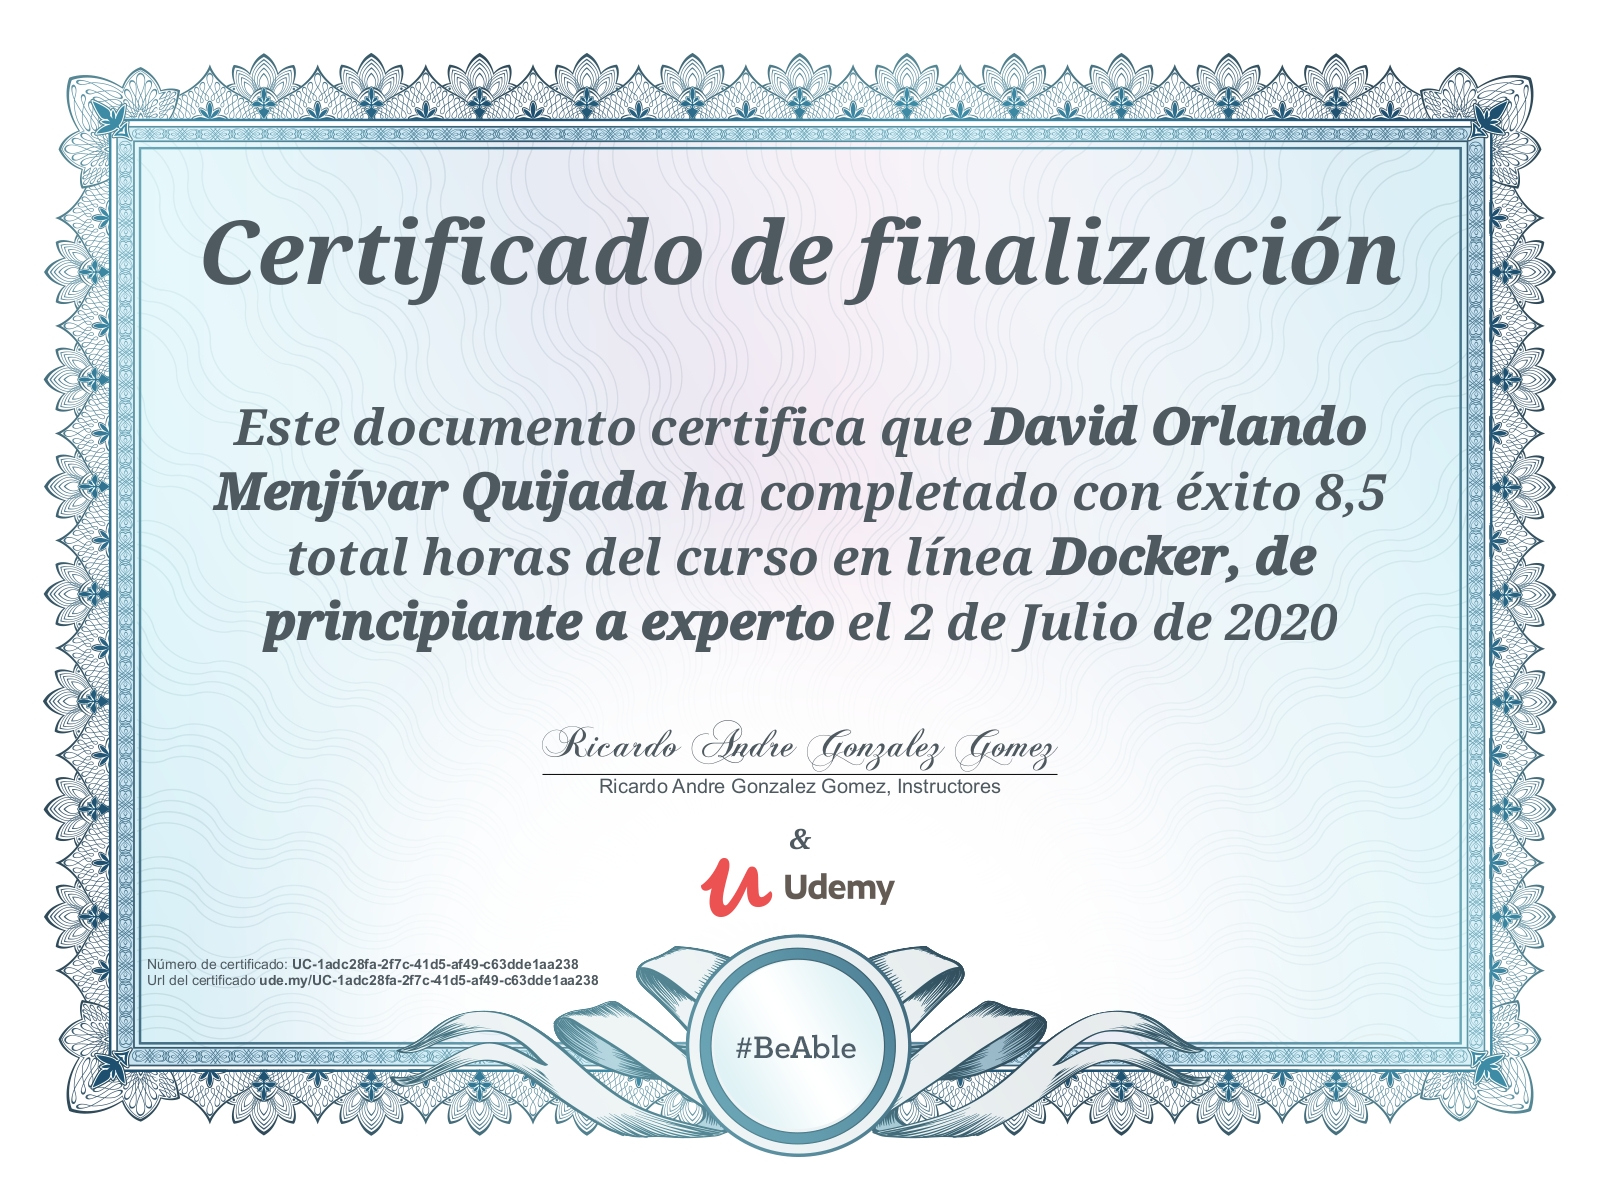 Certificado de finalización
Este documento certifica que David Orlando
Menjívar Quijada ha completado con éxito 8,5
total horas del curso en línea Docker, de
principiante a experto el 2 de Julio de 2020
Ricardo Andre Gonzalez Gomez
Ricardo Andre Gonzalez Gomez, Instructores
&
Udemy
Número de certificado: UC-1adc28fa-2f7c-41d5-af49-c63dde1aa238
Url del certificado ude.my/UC-1adc28fa-2f7c-41d5-af49-c63dde1aa238
#BeAble